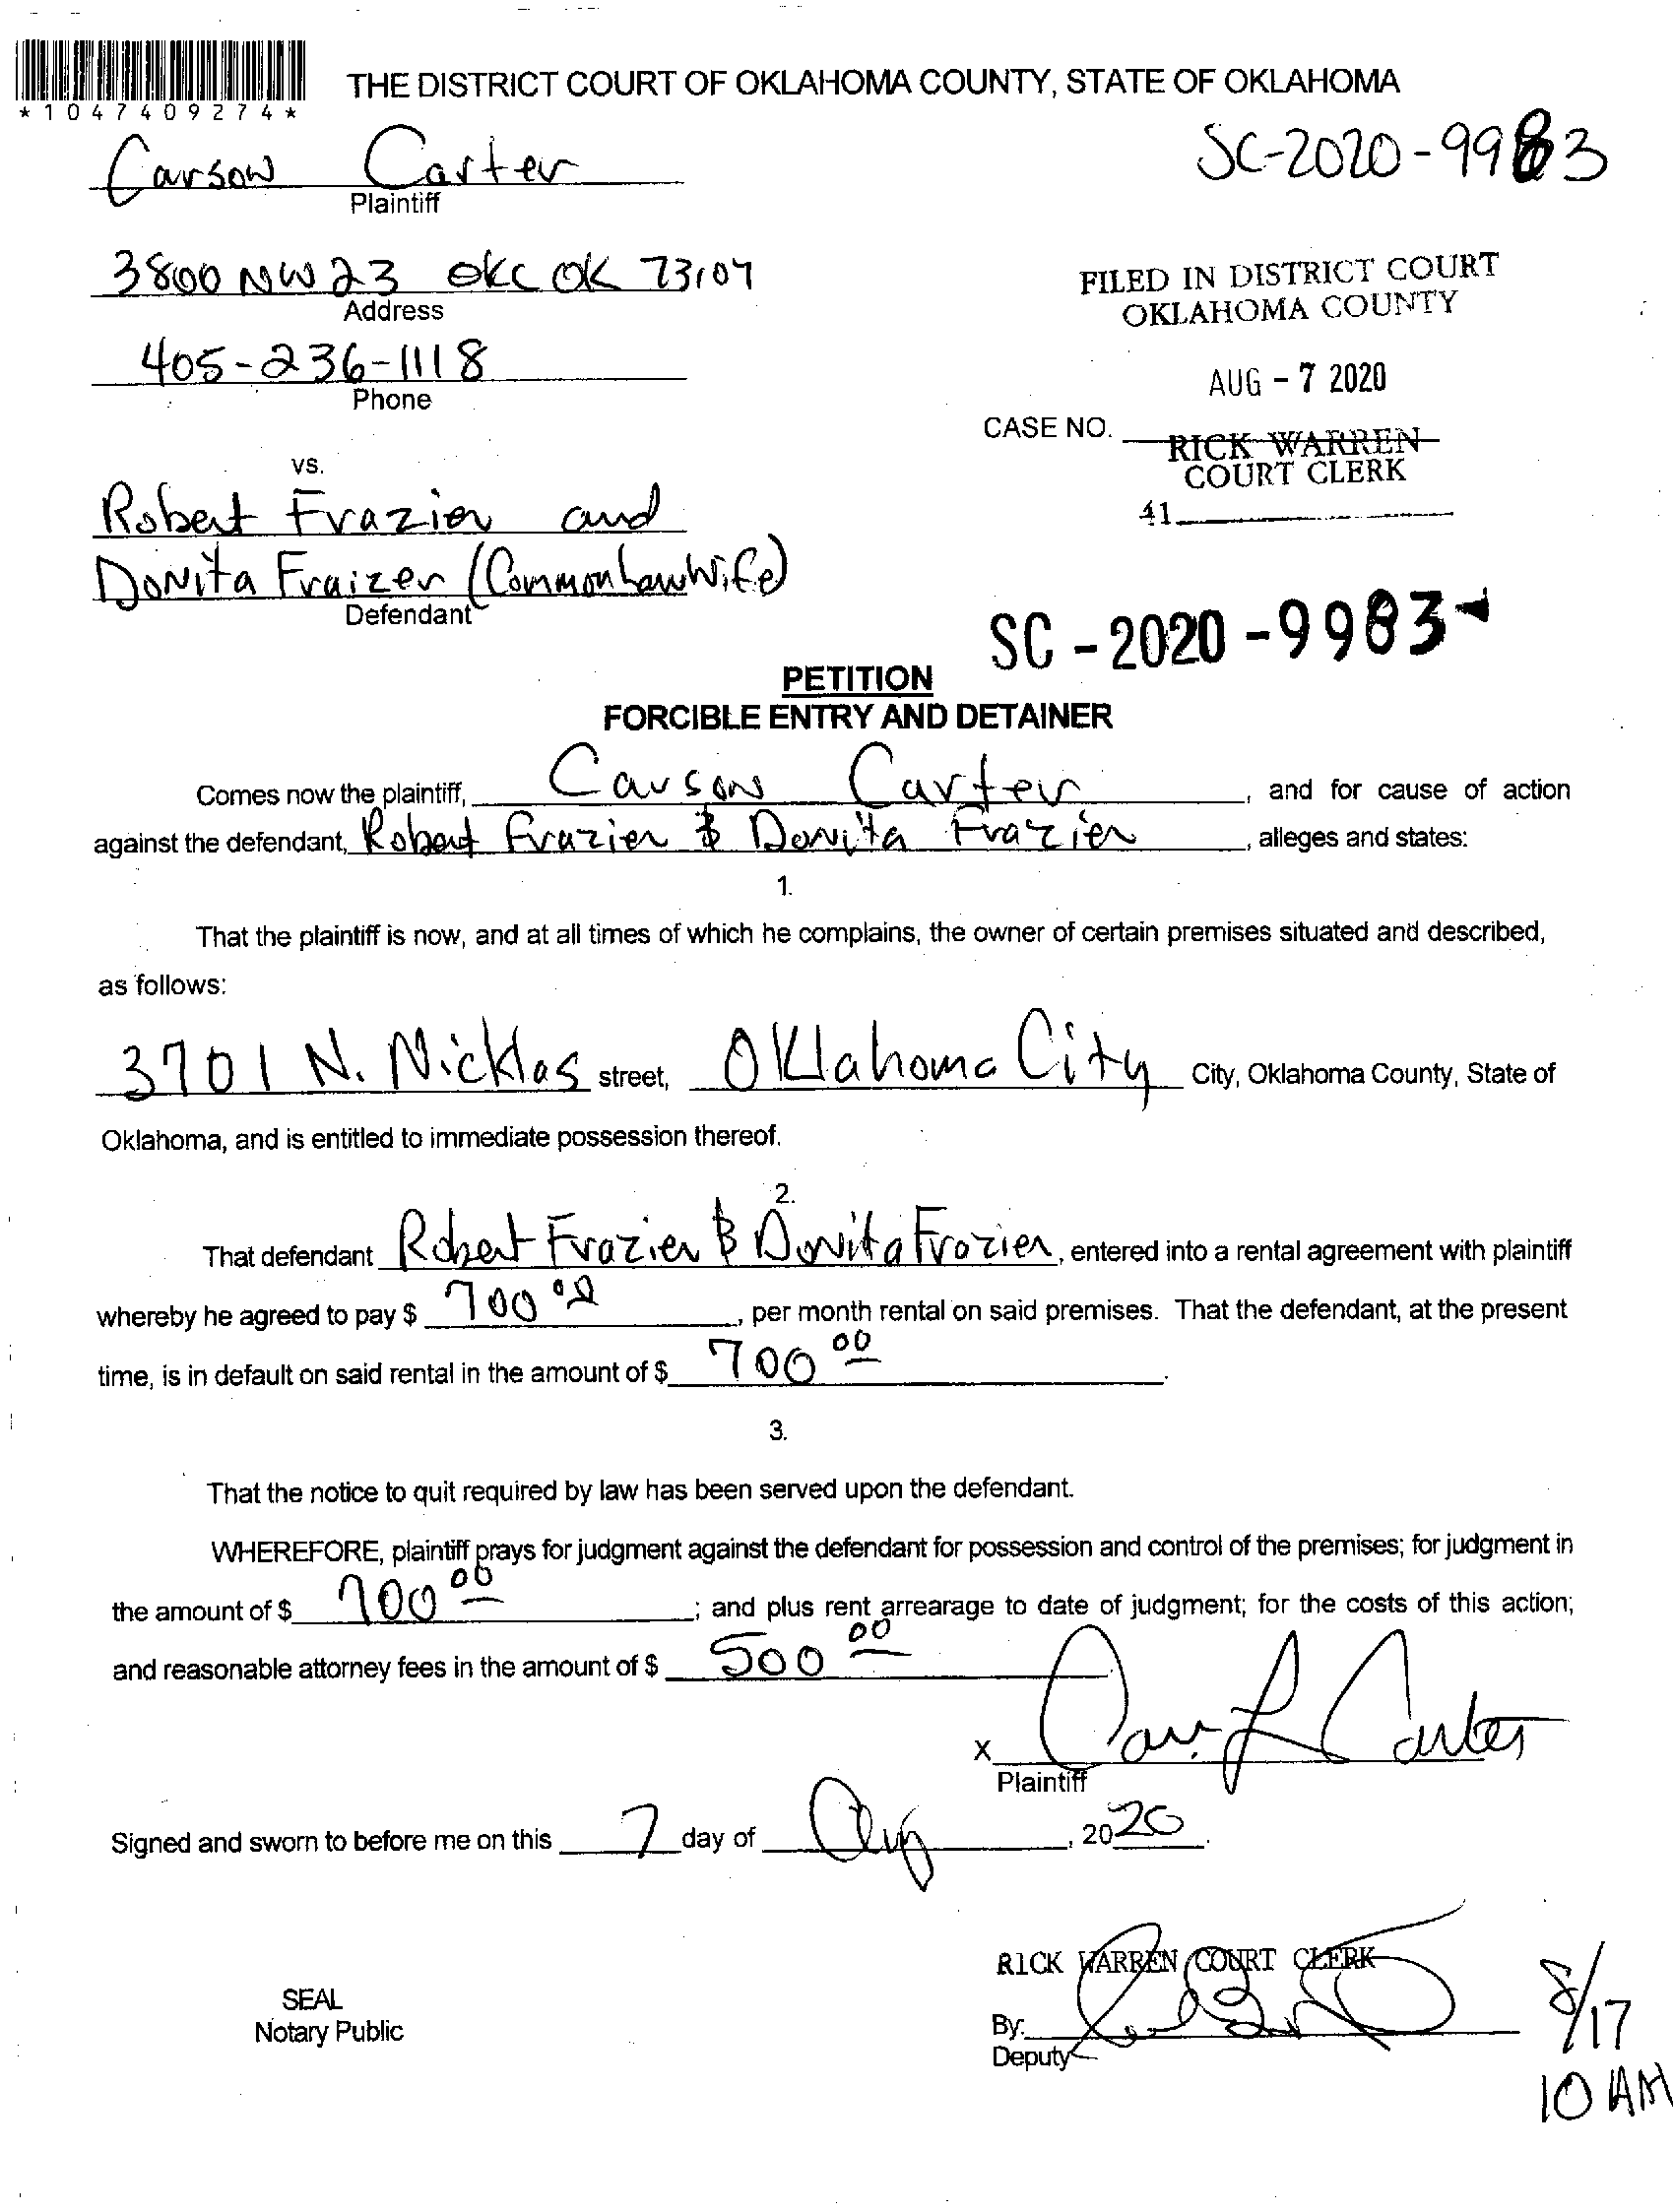 *1047409274*
THE DISTRICT COURT OF OKLAHOMA COUNTY, STATE OF OKLAHOMA
SC-2020-9983
Carson Carter
Plaintiff
3800 NW 23 OKC OK 73107
Address
FILED IN DISTRICT COURT
OKLAHOMA COUNTY
405-236-1118
Phone
AUG - 7 2020
CASE NO.
RICK WARREN
COURT CLERK
41
vs.
Robert Frazier and
Donita Fraizer (Common Law Wife)
Defendant
SC - 2020 - 9983
PETITION
FORCIBLE ENTRY AND DETAINER
Comes now the plaintiff, Carson Carter, and for cause of action
against the defendant, Robert Frazier & Donita Frazier, alleges and states:
1.
That the plaintiff is now, and at all times of which he complains, the owner of certain premises situated and described,
as follows:
3701 N. Nicklas street, Oklahoma City City, Oklahoma County, State of
Oklahoma, and is entitled to immediate possession thereof.
2.
That defendant Robert Frazier & Donita Frazier, entered into a rental agreement with plaintiff
whereby he agreed to pay $ 700 00, per month rental on said premises. That the defendant, at the present
time, is in default on said rental in the amount of $ 700 00.
3.
That the notice to quit required by law has been served upon the defendant.
WHEREFORE, plaintiff prays for judgment against the defendant for possession and control of the premises; for judgment in
the amount of $ 700 00; and plus rent arrearage to date of judgment; for the costs of this action;
and reasonable attorney fees in the amount of $ 500 00
X Car L Carter
Plaintiff
Signed and sworn to before me on this 7 day of Aug, 2020.
RICK WARREN COURT CLERK
SEAL
Notary Public
By:
Deputy
8/17
10 AM